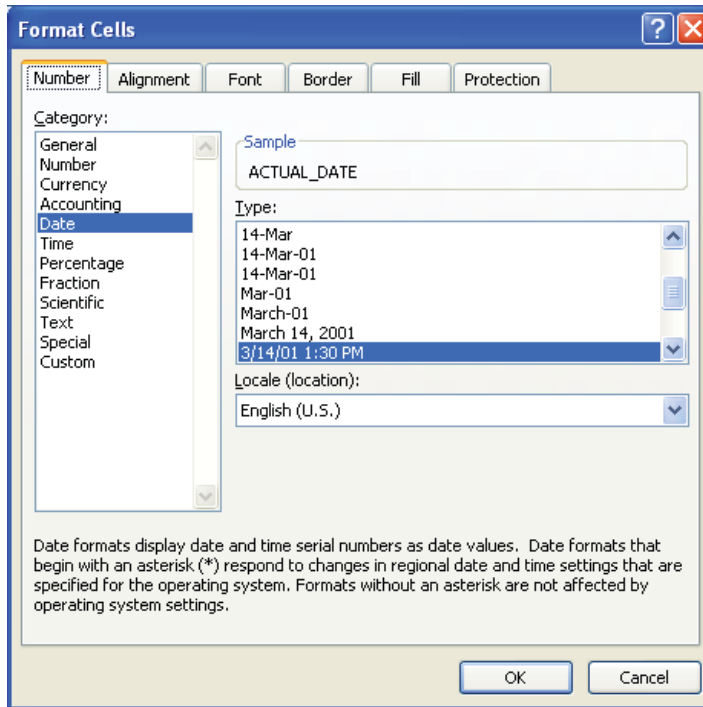 Format Cells
Number Alignment Font Border Fill Protection
Category:
General
Number
Currency
Accounting
Date
Time
Percentage
Fraction
Scientific
Text
Special
Custom
Sample
ACTUAL_DATE
Type:
14-Mar
14-Mar-01
14-Mar-01
Mar-01
March-01
March 14, 2001
3/14/01 1:30 PM
Locale (location):
English (U.S.)
Date formats display date and time serial numbers as date values. Date formats that
begin with an asterisk (*) respond to changes in regional date and time settings that are
specified for the operating system. Formats without an asterisk are not affected by
operating system settings.
OK Cancel